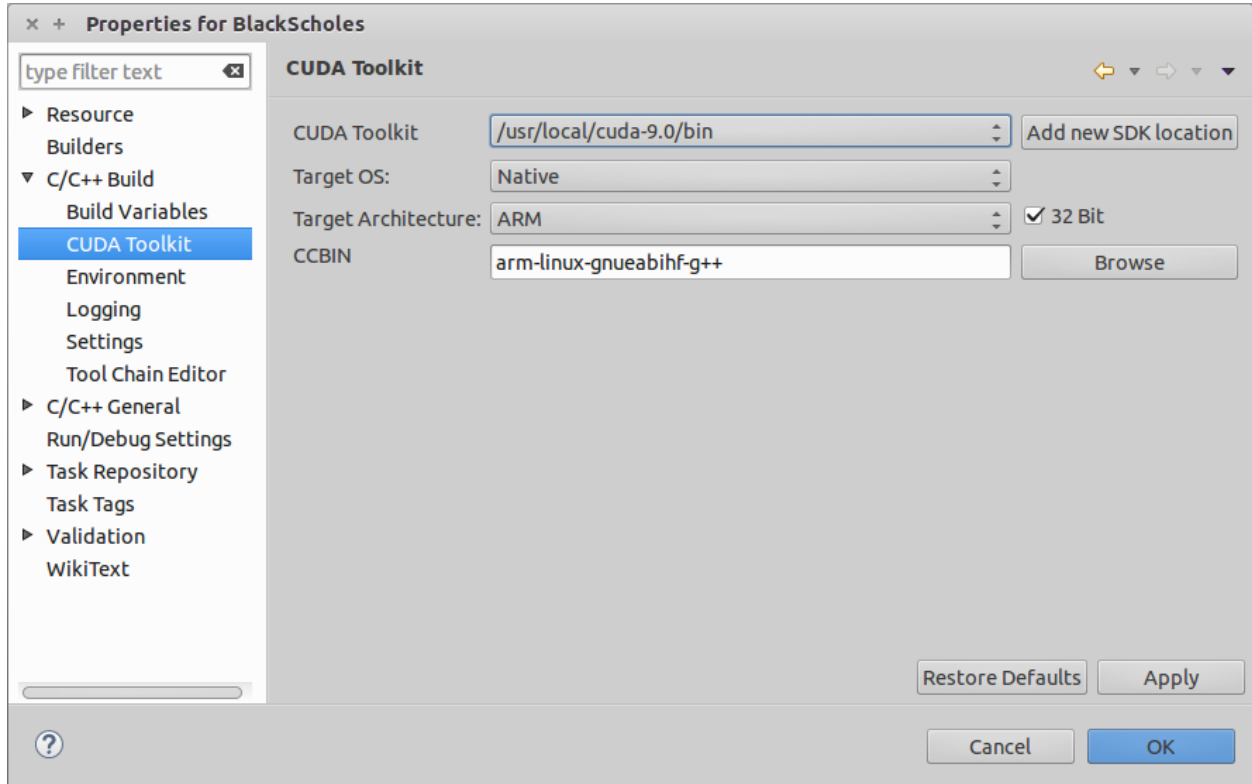 Properties for BlackScholes
type filter text
Resource
Builders
C/C++ Build
Build Variables
CUDA Toolkit
Environment
Logging
Settings
Tool Chain Editor
C/C++ General
Run/Debug Settings
Task Repository
Task Tags
Validation
WikiText
CUDA Toolkit
CUDA Toolkit /usr/local/cuda-9.0/bin Add new SDK location
Target OS: Native
Target Architecture: ARM 32 Bit
CCBIN arm-linux-gnueabihf-g++ Browse
Restore Defaults Apply
? Cancel OK